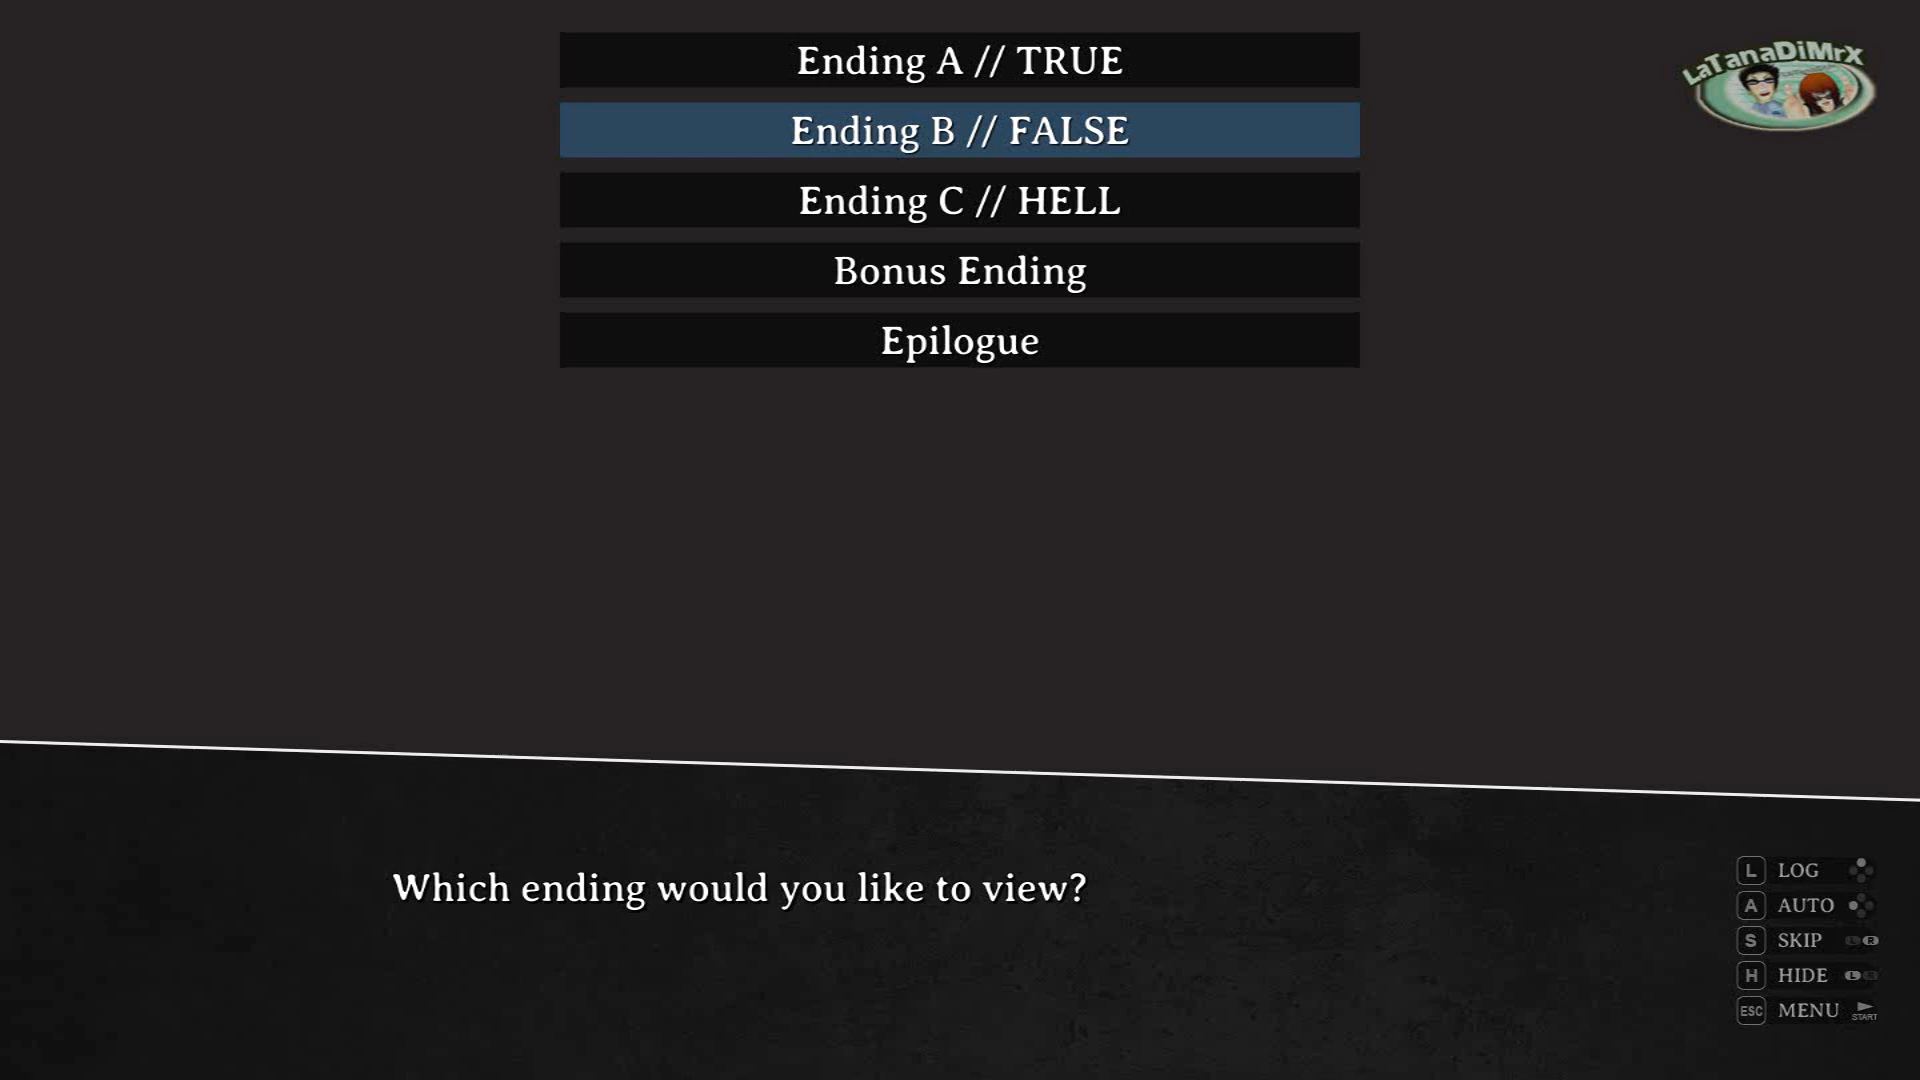 Ending A // TRUE
LaTanaDiMrX
Ending B // FALSE
Ending C // HELL
Bonus Ending
Epilogue
Which ending would you like to view?
L LOG
A AUTO
S SKIP L R
H HIDE L R
ESC MENU START